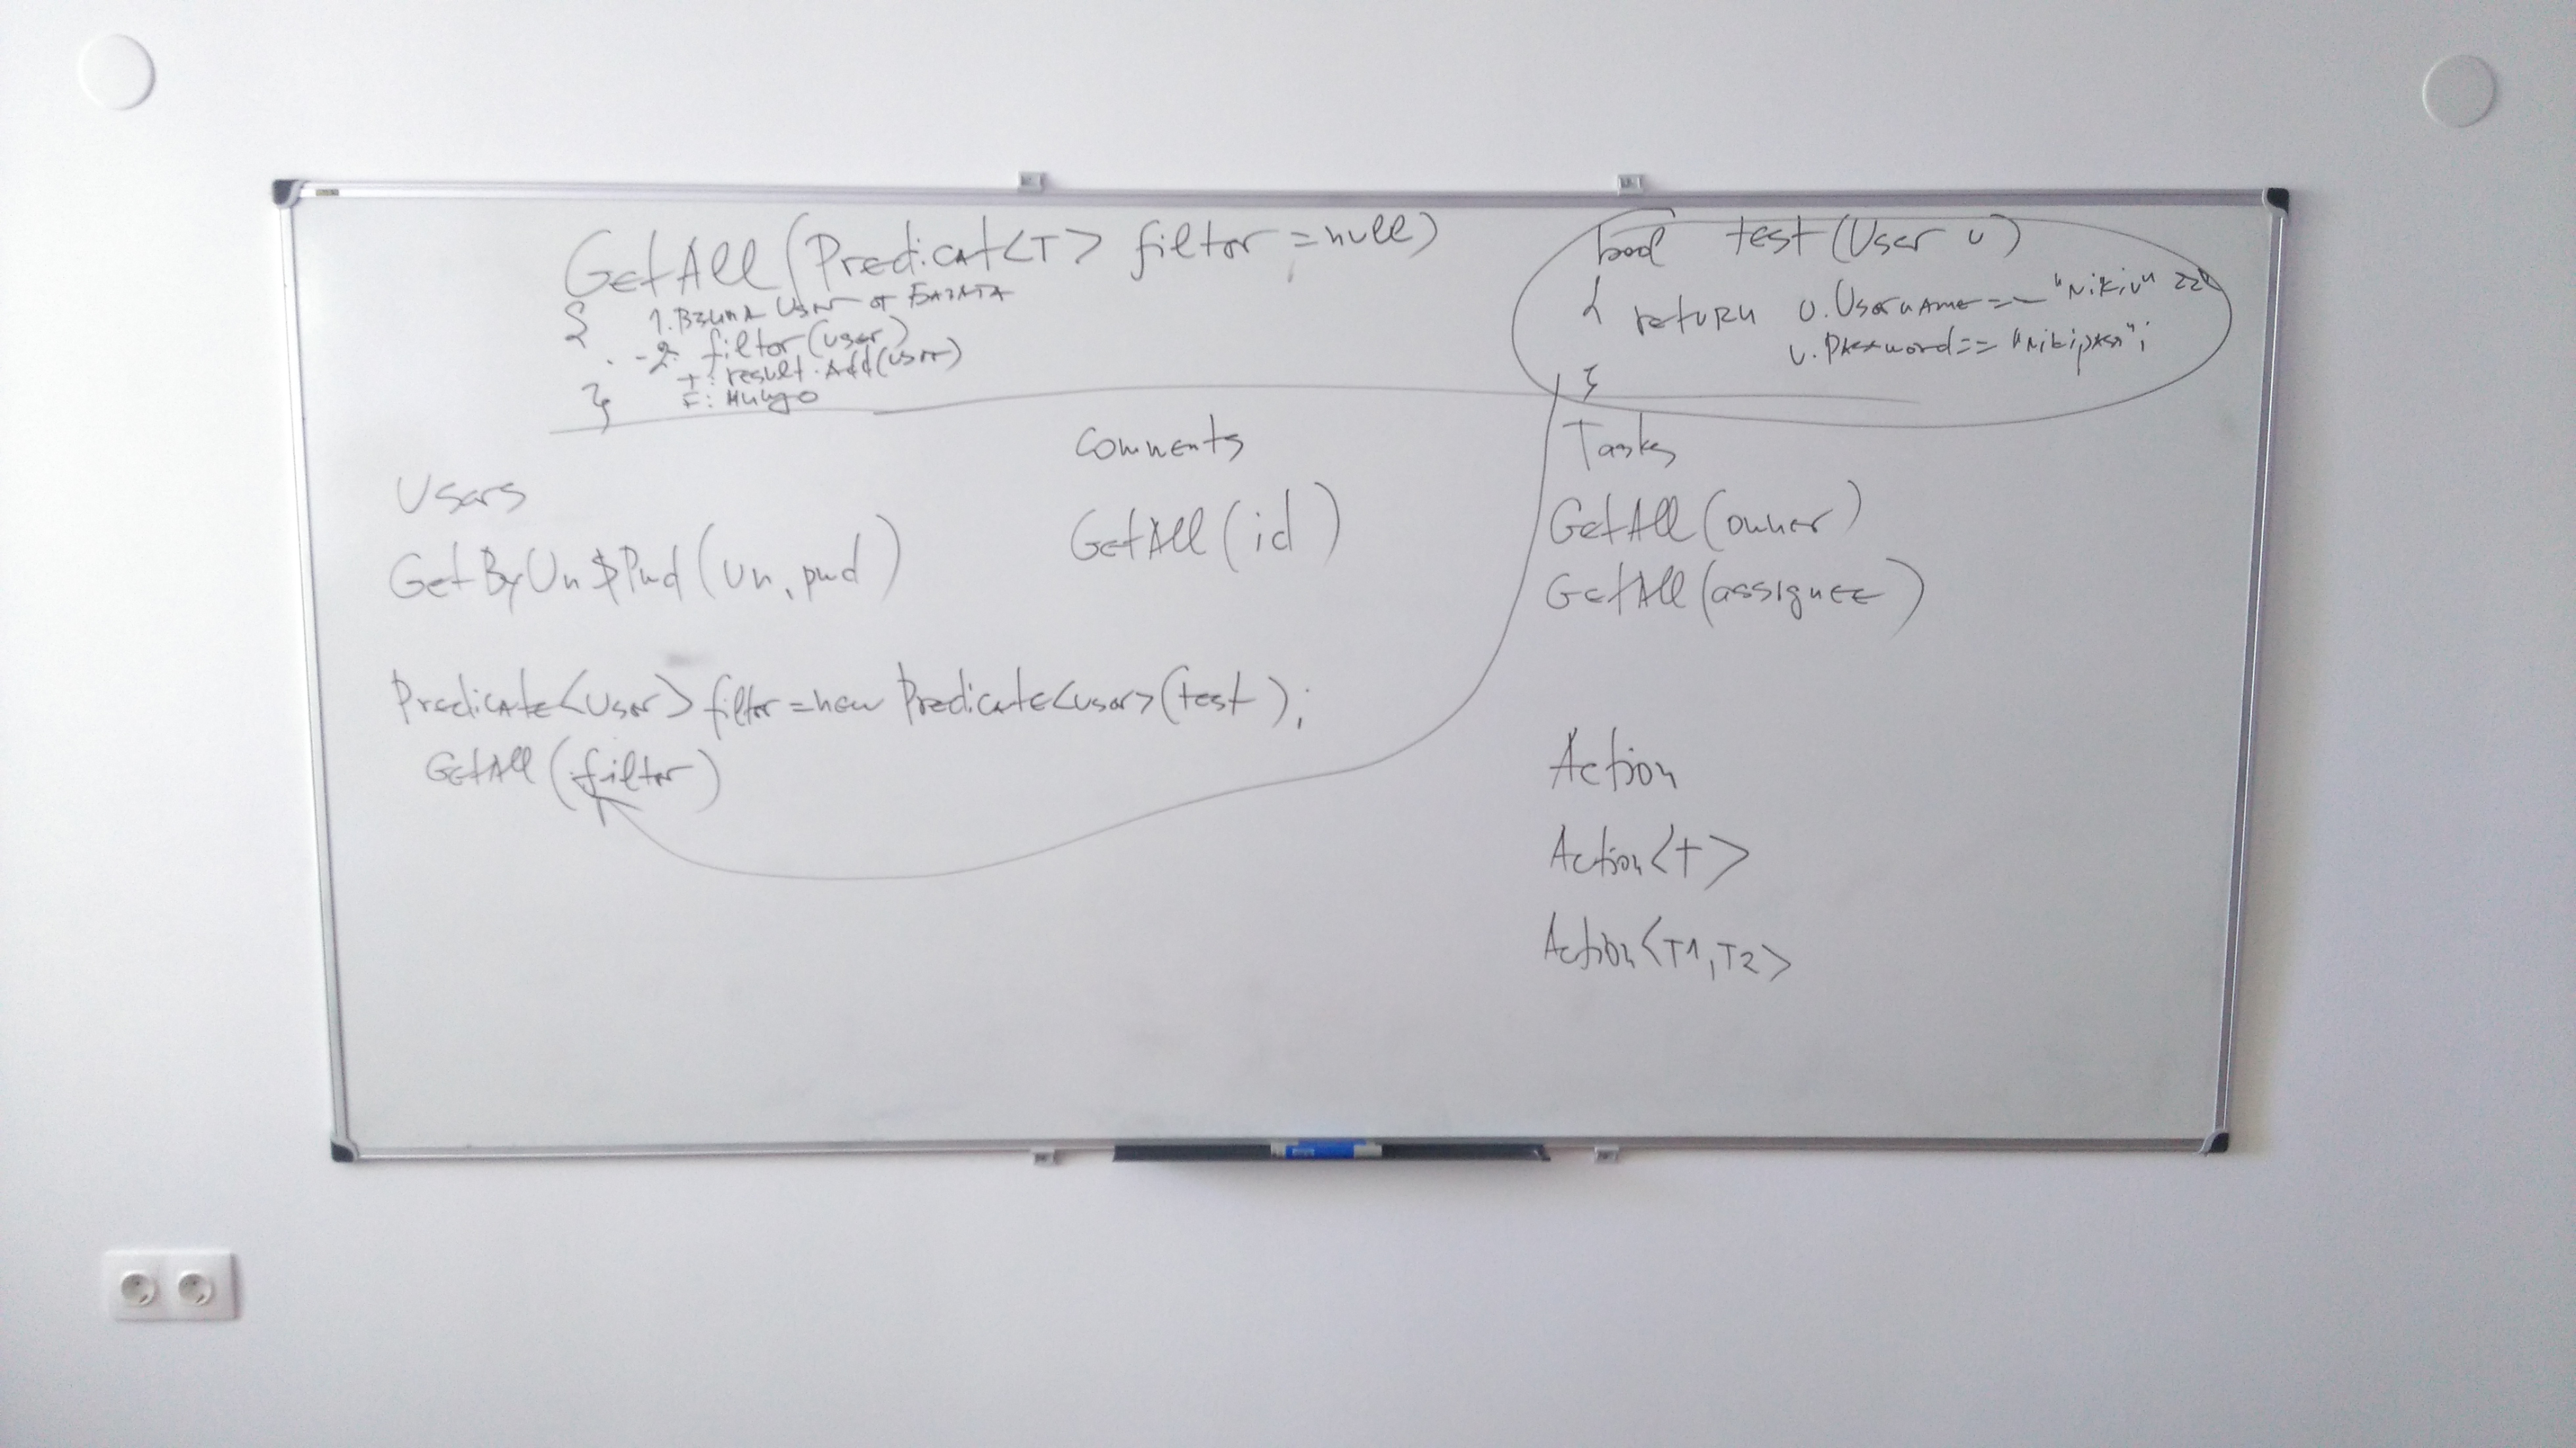 GetAll(Predicat<T> filter = null)
{
1. Взима User от базата
2. filter(user)
T: result.Add(user)
F: нищо
}
bool test(User u)
{ return u.Username == "nikiv" &&
u.Password == "nikipass";
}
Users
GetByUn&Pwd(un, pwd)
Comments
GetAll(id)
Tasks
GetAll(owner)
GetAll(assignee)
Predicate<User> filter = new Predicate<user>(test);
GetAll(filter)
Action
Action<T>
Action<T1, T2>